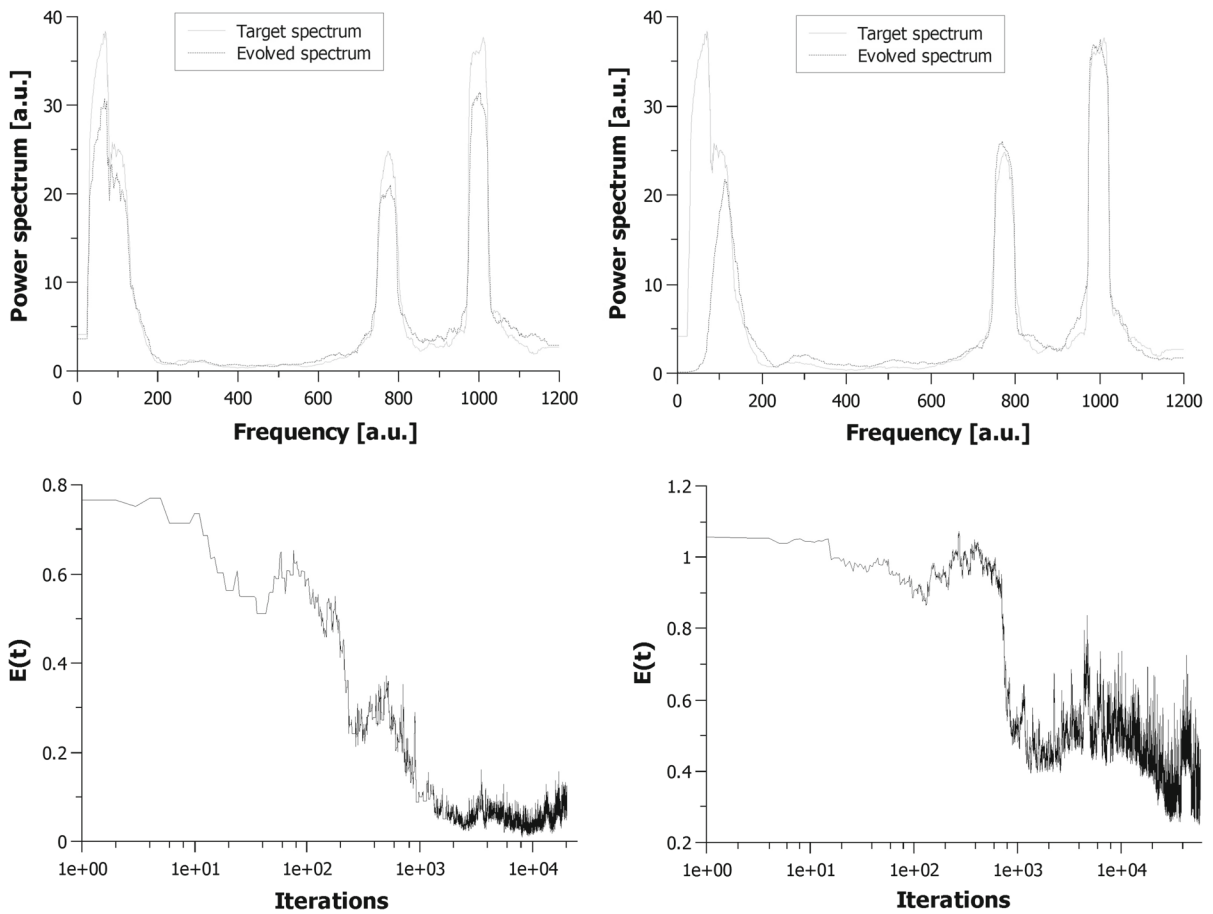 Target spectrum
Evolved spectrum
Power spectrum [a.u.]
40
30
20
10
0
0 200 400 600 800 1000 1200
Frequency [a.u.]
Target spectrum
Evolved spectrum
Power spectrum [a.u.]
40
30
20
10
0
0 200 400 600 800 1000 1200
Frequency [a.u.]
E(t)
0.8
0.6
0.4
0.2
0
1e+00 1e+01 1e+02 1e+03 1e+04
Iterations
E(t)
1.2
1
0.8
0.6
0.4
0.2
1e+00 1e+01 1e+02 1e+03 1e+04
Iterations